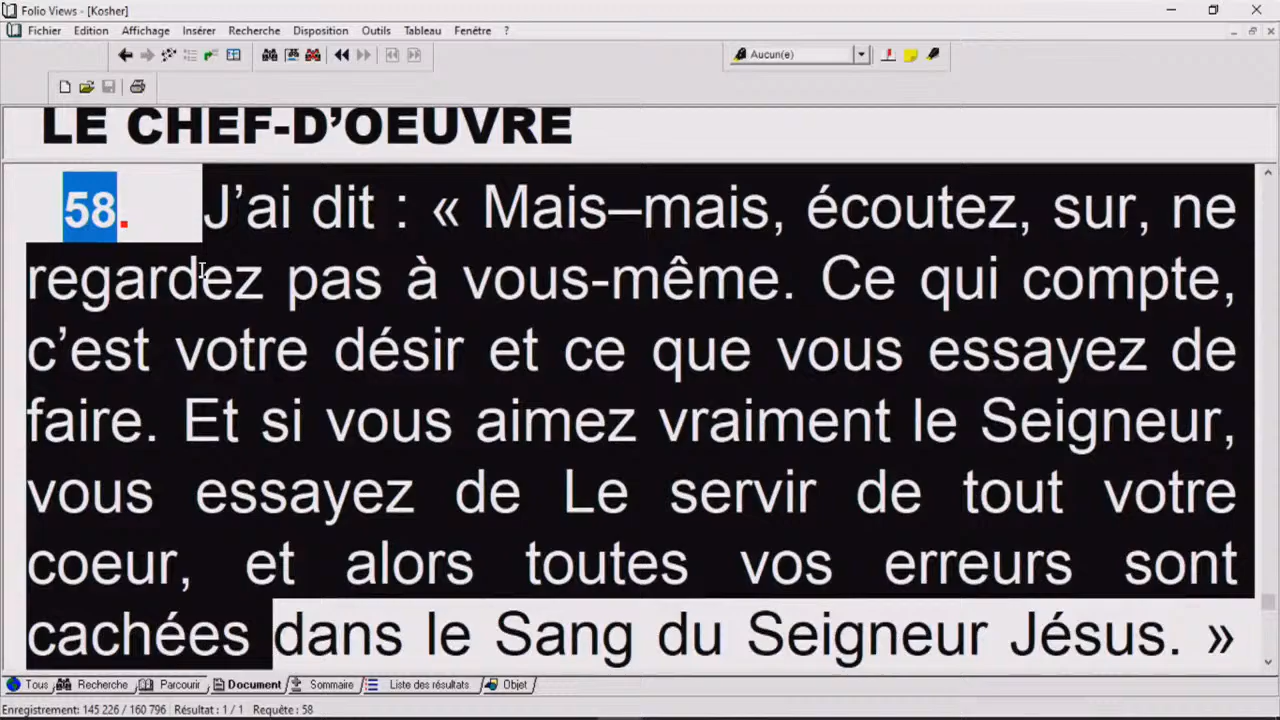 Folio Views - [Kosher]
Fichier Edition Affichage Insérer Recherche Disposition Outils Tableau Fenêtre ?
Aucun(e)
LE CHEF-D’OEUVRE
58. J’ai dit : « Mais–mais, écoutez, sur, ne
regardez pas à vous-même. Ce qui compte,
c’est votre désir et ce que vous essayez de
faire. Et si vous aimez vraiment le Seigneur,
vous essayez de Le servir de tout votre
coeur, et alors toutes vos erreurs sont
cachées dans le Sang du Seigneur Jésus. »
Tous Recherche Parcourir Document Sommaire Liste des résultats Objet
Enregistrement: 145 226 / 160 796 Résultat : 1 / 1 Requête : 58